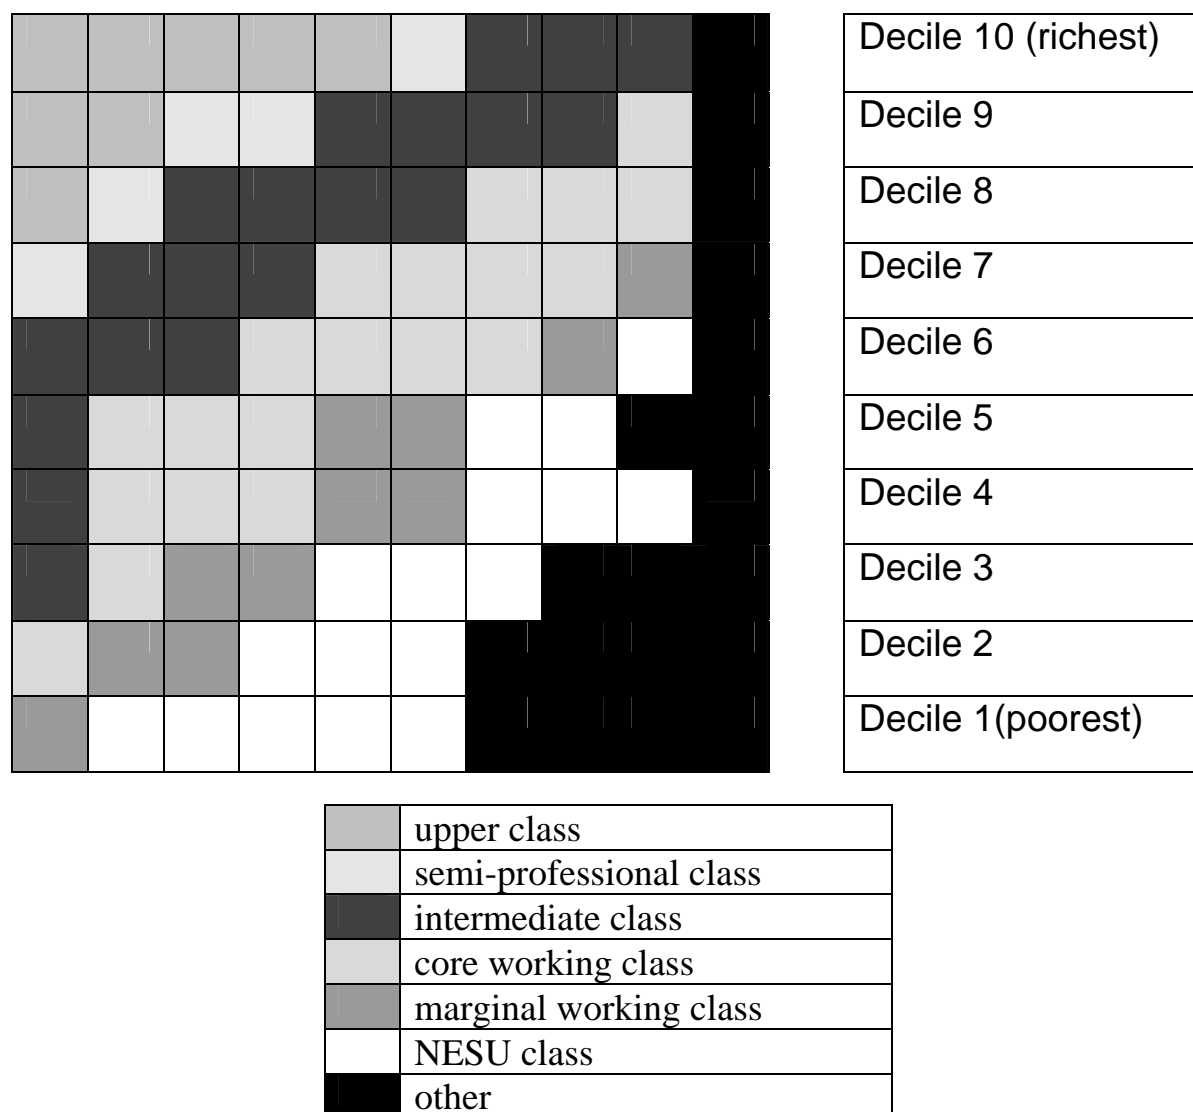 Decile 10 (richest)
Decile 9
Decile 8
Decile 7
Decile 6
Decile 5
Decile 4
Decile 3
Decile 2
Decile 1(poorest)
upper class
semi-professional class
intermediate class
core working class
marginal working class
NESU class
other